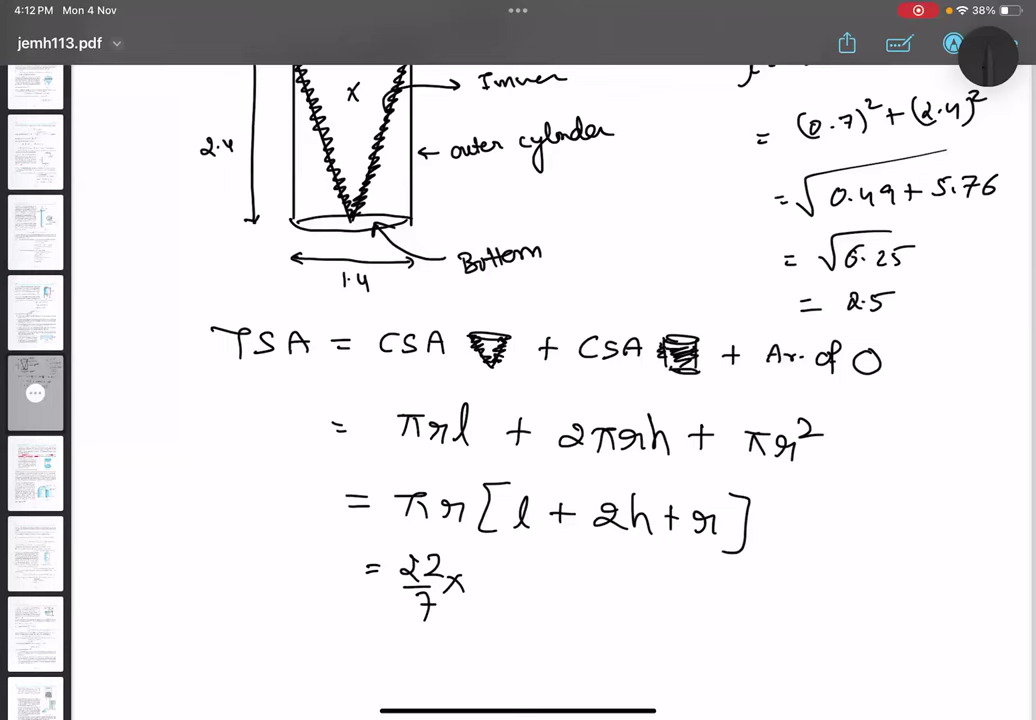 4:12 PM Mon 4 Nov
38%
jemh113.pdf
x
2.4
outer cylinder
Bottom
1.4
= (0.7)² + (2.4)²
= √0.49 + 5.76
= √6.25
= 2.5
TSA = CSA + CSA + Ar. of O
= πrl + 2πrh + πr²
= πr[l + 2h + r]
= 22/7 x